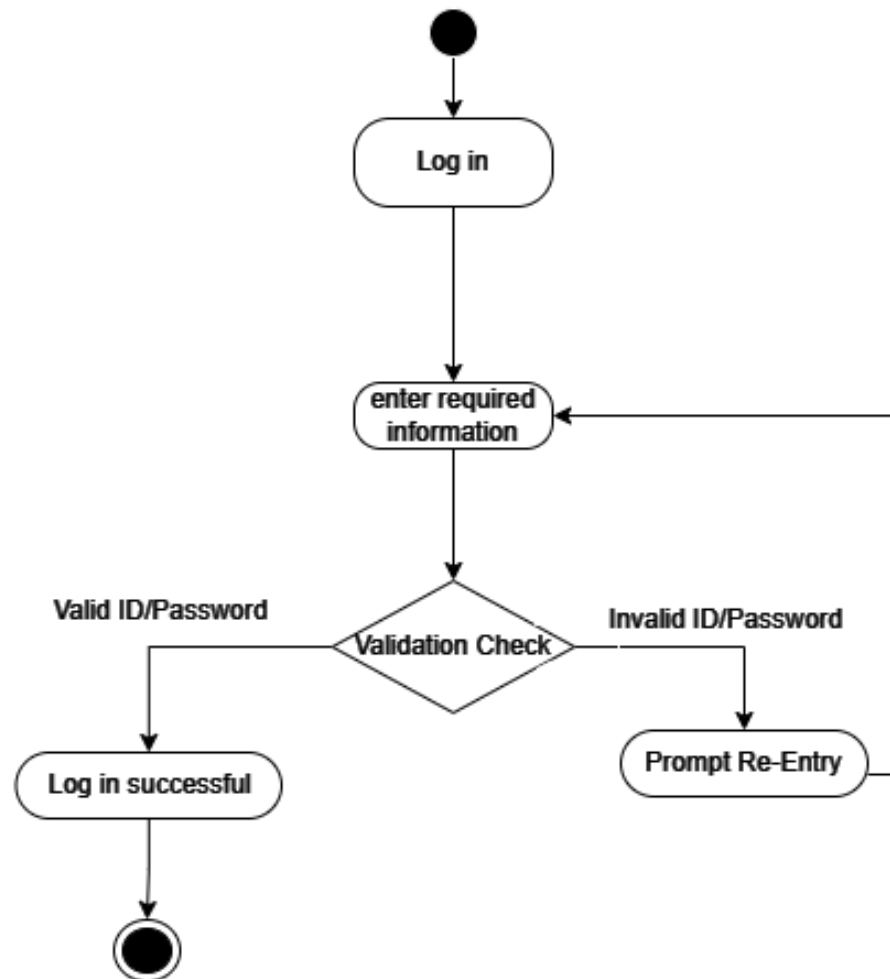 Log in
enter required
information
Valid ID/Password
Invalid ID/Password
Validation Check
Log in successful
Prompt Re-Entry